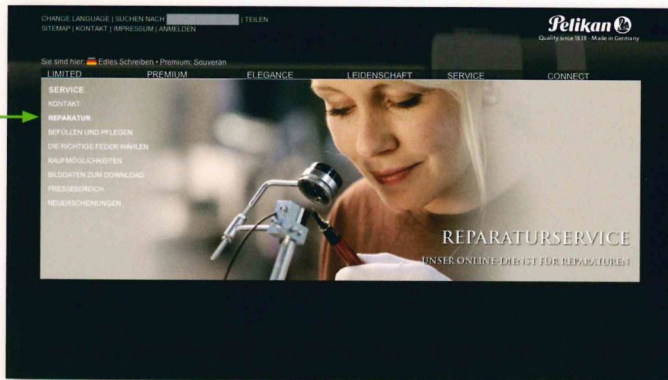 CHANGE LANGUAGE | SUCHEN NACH | TEILEN
SITEMAP | KONTAKT | IMPRESSUM | ANMELDEN
Pelikan
Quality since 1838 · Made in Germany
Sie sind hier: Edles Schreiben • Premium: Souverän
LIMITED PREMIUM ELEGANCE LEIDENSCHAFT SERVICE CONNECT
SERVICE
KONTAKT
REPARATUR
BEFÜLLEN UND PFLEGEN
DIE RICHTIGE FEDER WÄHLEN
KAUFMÖGLICHKEITEN
BILDDATEN ZUM DOWNLOAD
PRESSEBEREICH
NEUERSCHEINUNGEN
REPARATURSERVICE
UNSER ONLINE-DIENST FÜR REPARATUREN